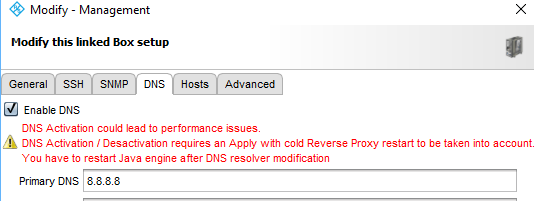 Modify - Management
Modify this linked Box setup
General SSH SNMP DNS Hosts Advanced
Enable DNS
DNS Activation could lead to performance issues.
DNS Activation / Desactivation requires an Apply with cold Reverse Proxy restart to be taken into account.
You have to restart Java engine after DNS resolver modification
Primary DNS 8.8.8.8